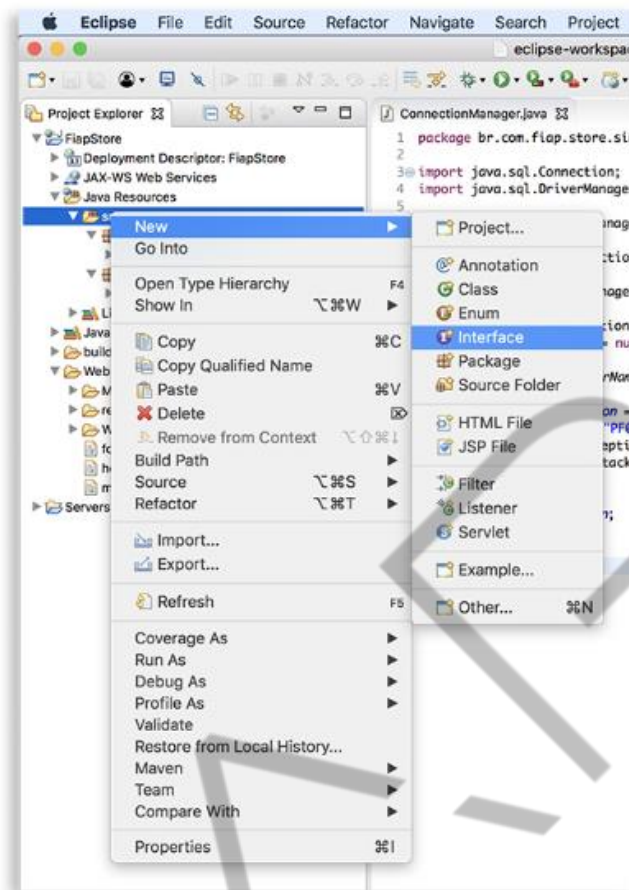 Eclipse File Edit Source Refactor Navigate Search Project
eclipse-workspa
Project Explorer
ConnectionManager.java
FiapStore
Deployment Descriptor: FiapStore
JAX-WS Web Services
Java Resources
Servers
New
Go Into
Open Type Hierarchy F4
Show In ⌥⌘W
Copy ⌘C
Copy Qualified Name
Paste ⌘V
Delete ⌦
Remove from Context ⌥⇧⌘↓
Build Path
Source ⌥⌘S
Refactor ⌥⌘T
Import...
Export...
Refresh F5
Coverage As
Run As
Debug As
Profile As
Validate
Restore from Local History...
Maven
Team
Compare With
Properties ⌘I
Project...
Annotation
Class
Enum
Interface
Package
Source Folder
HTML File
JSP File
Filter
Listener
Servlet
Example...
Other... ⌘N
1 package br.com.fiap.store.si
2
3 import java.sql.Connection;
4 import java.sql.DriverManage
5